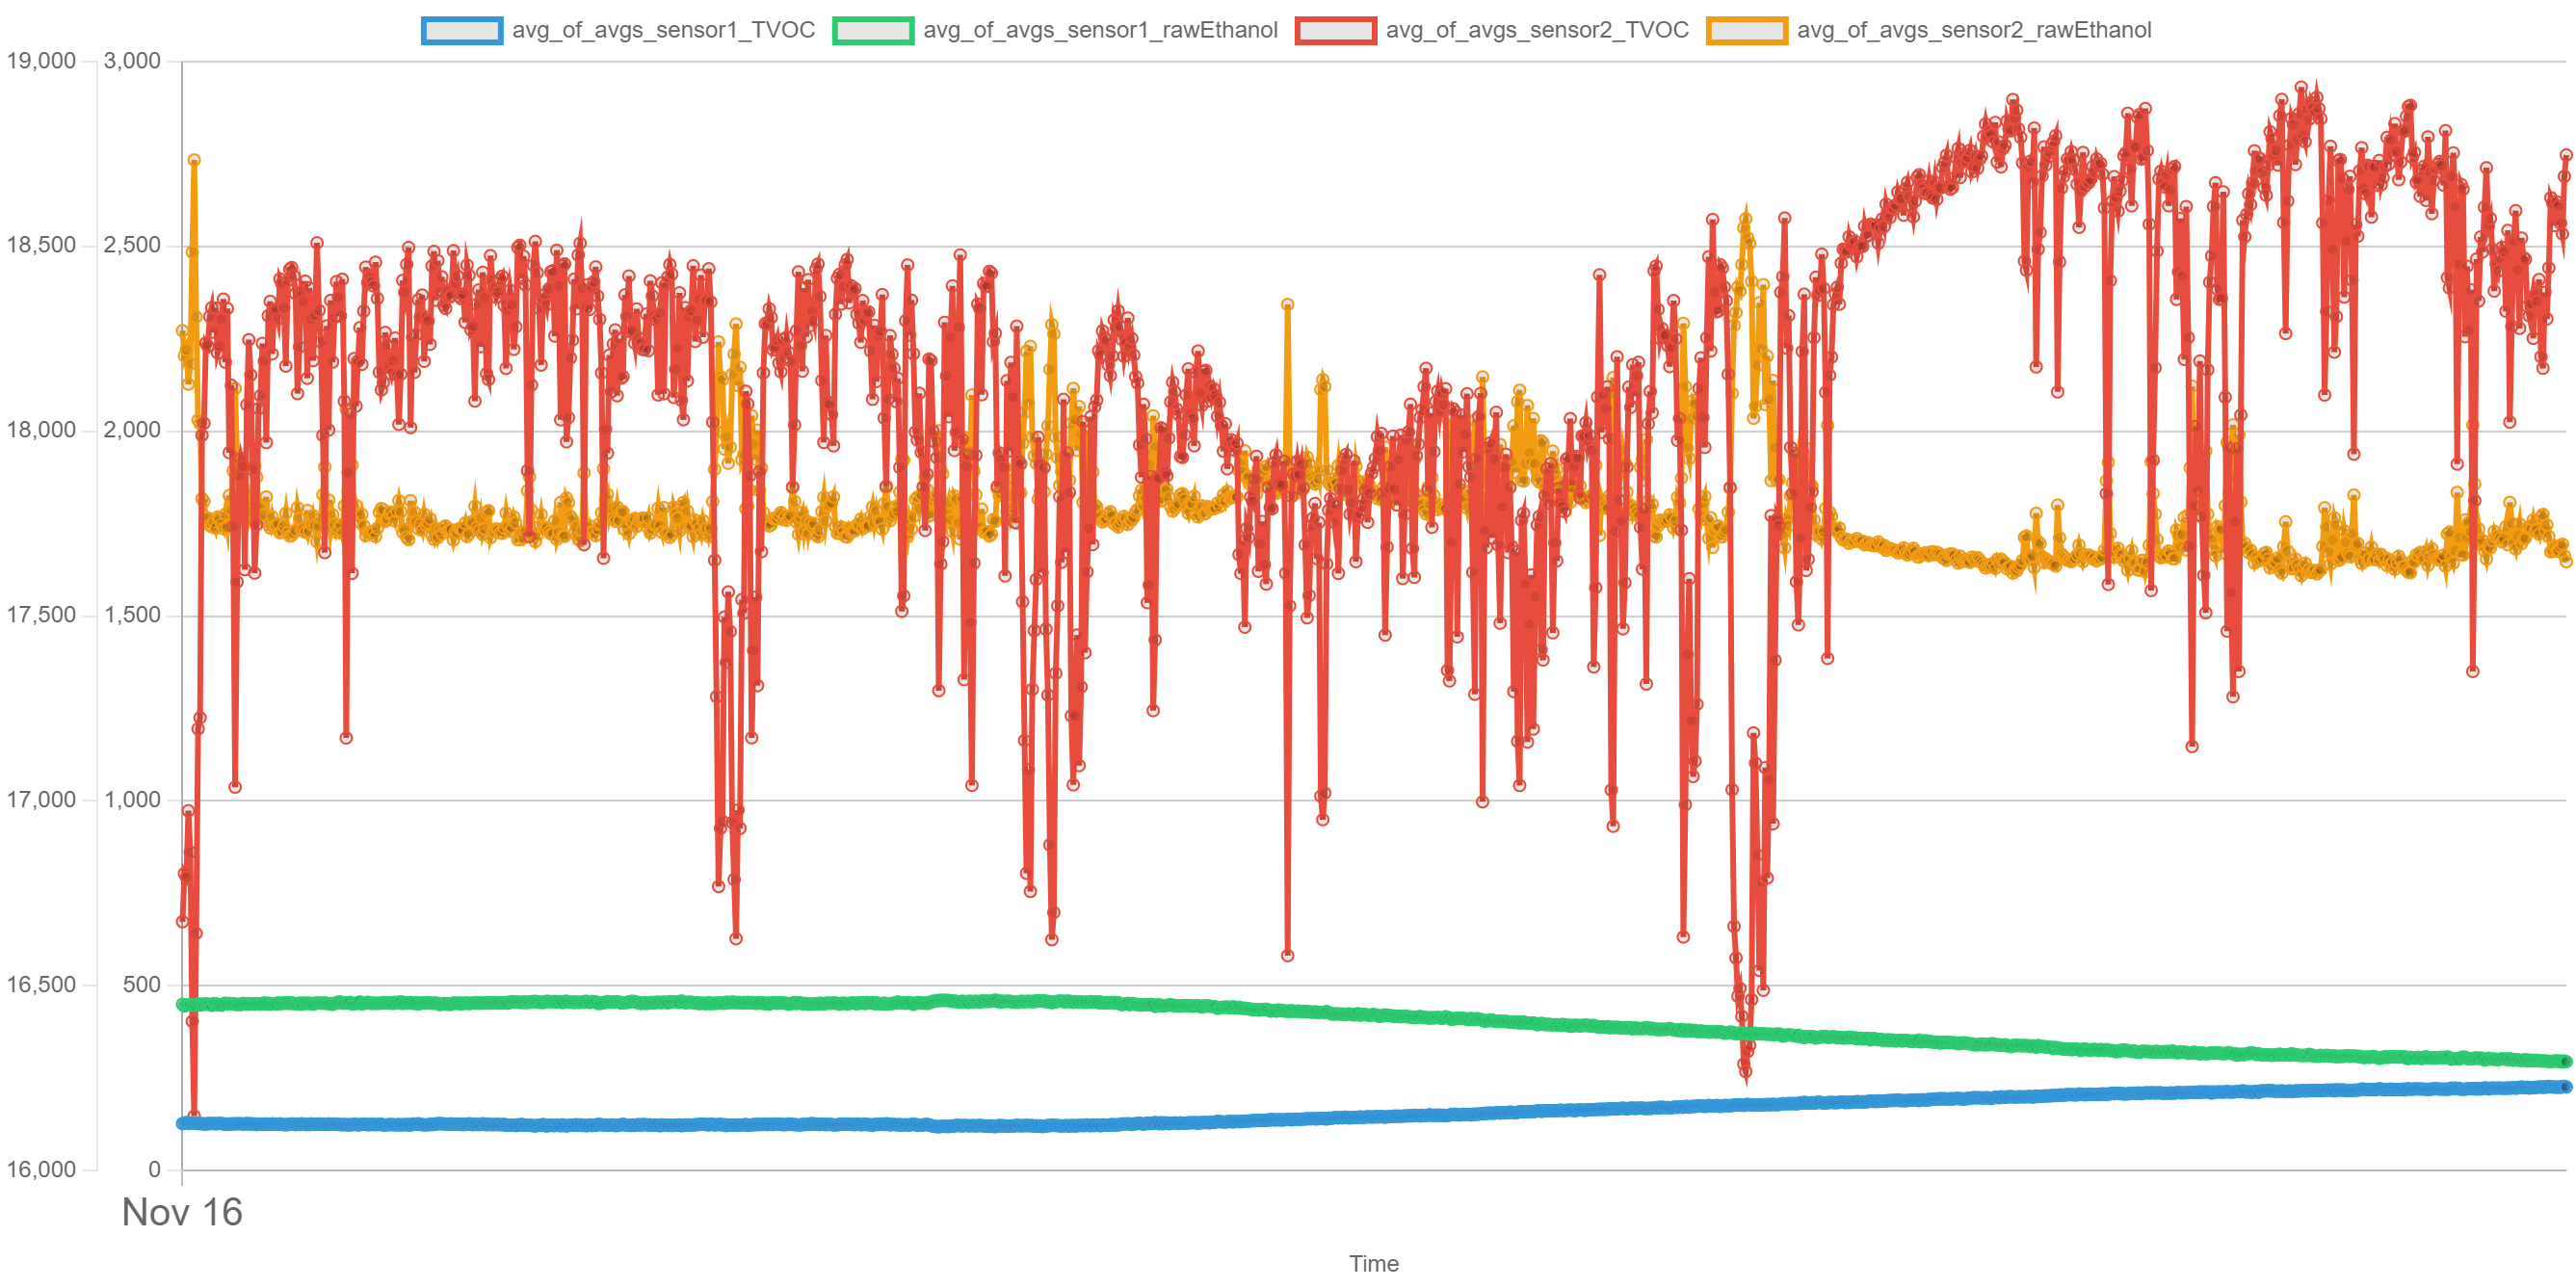 avg_of_avgs_sensor1_TVOC avg_of_avgs_sensor1_rawEthanol avg_of_avgs_sensor2_TVOC avg_of_avgs_sensor2_rawEthanol
19,000 3,000
18,500 2,500
18,000 2,000
17,500 1,500
17,000 1,000
16,500 500
16,000 0
Nov 16
Time